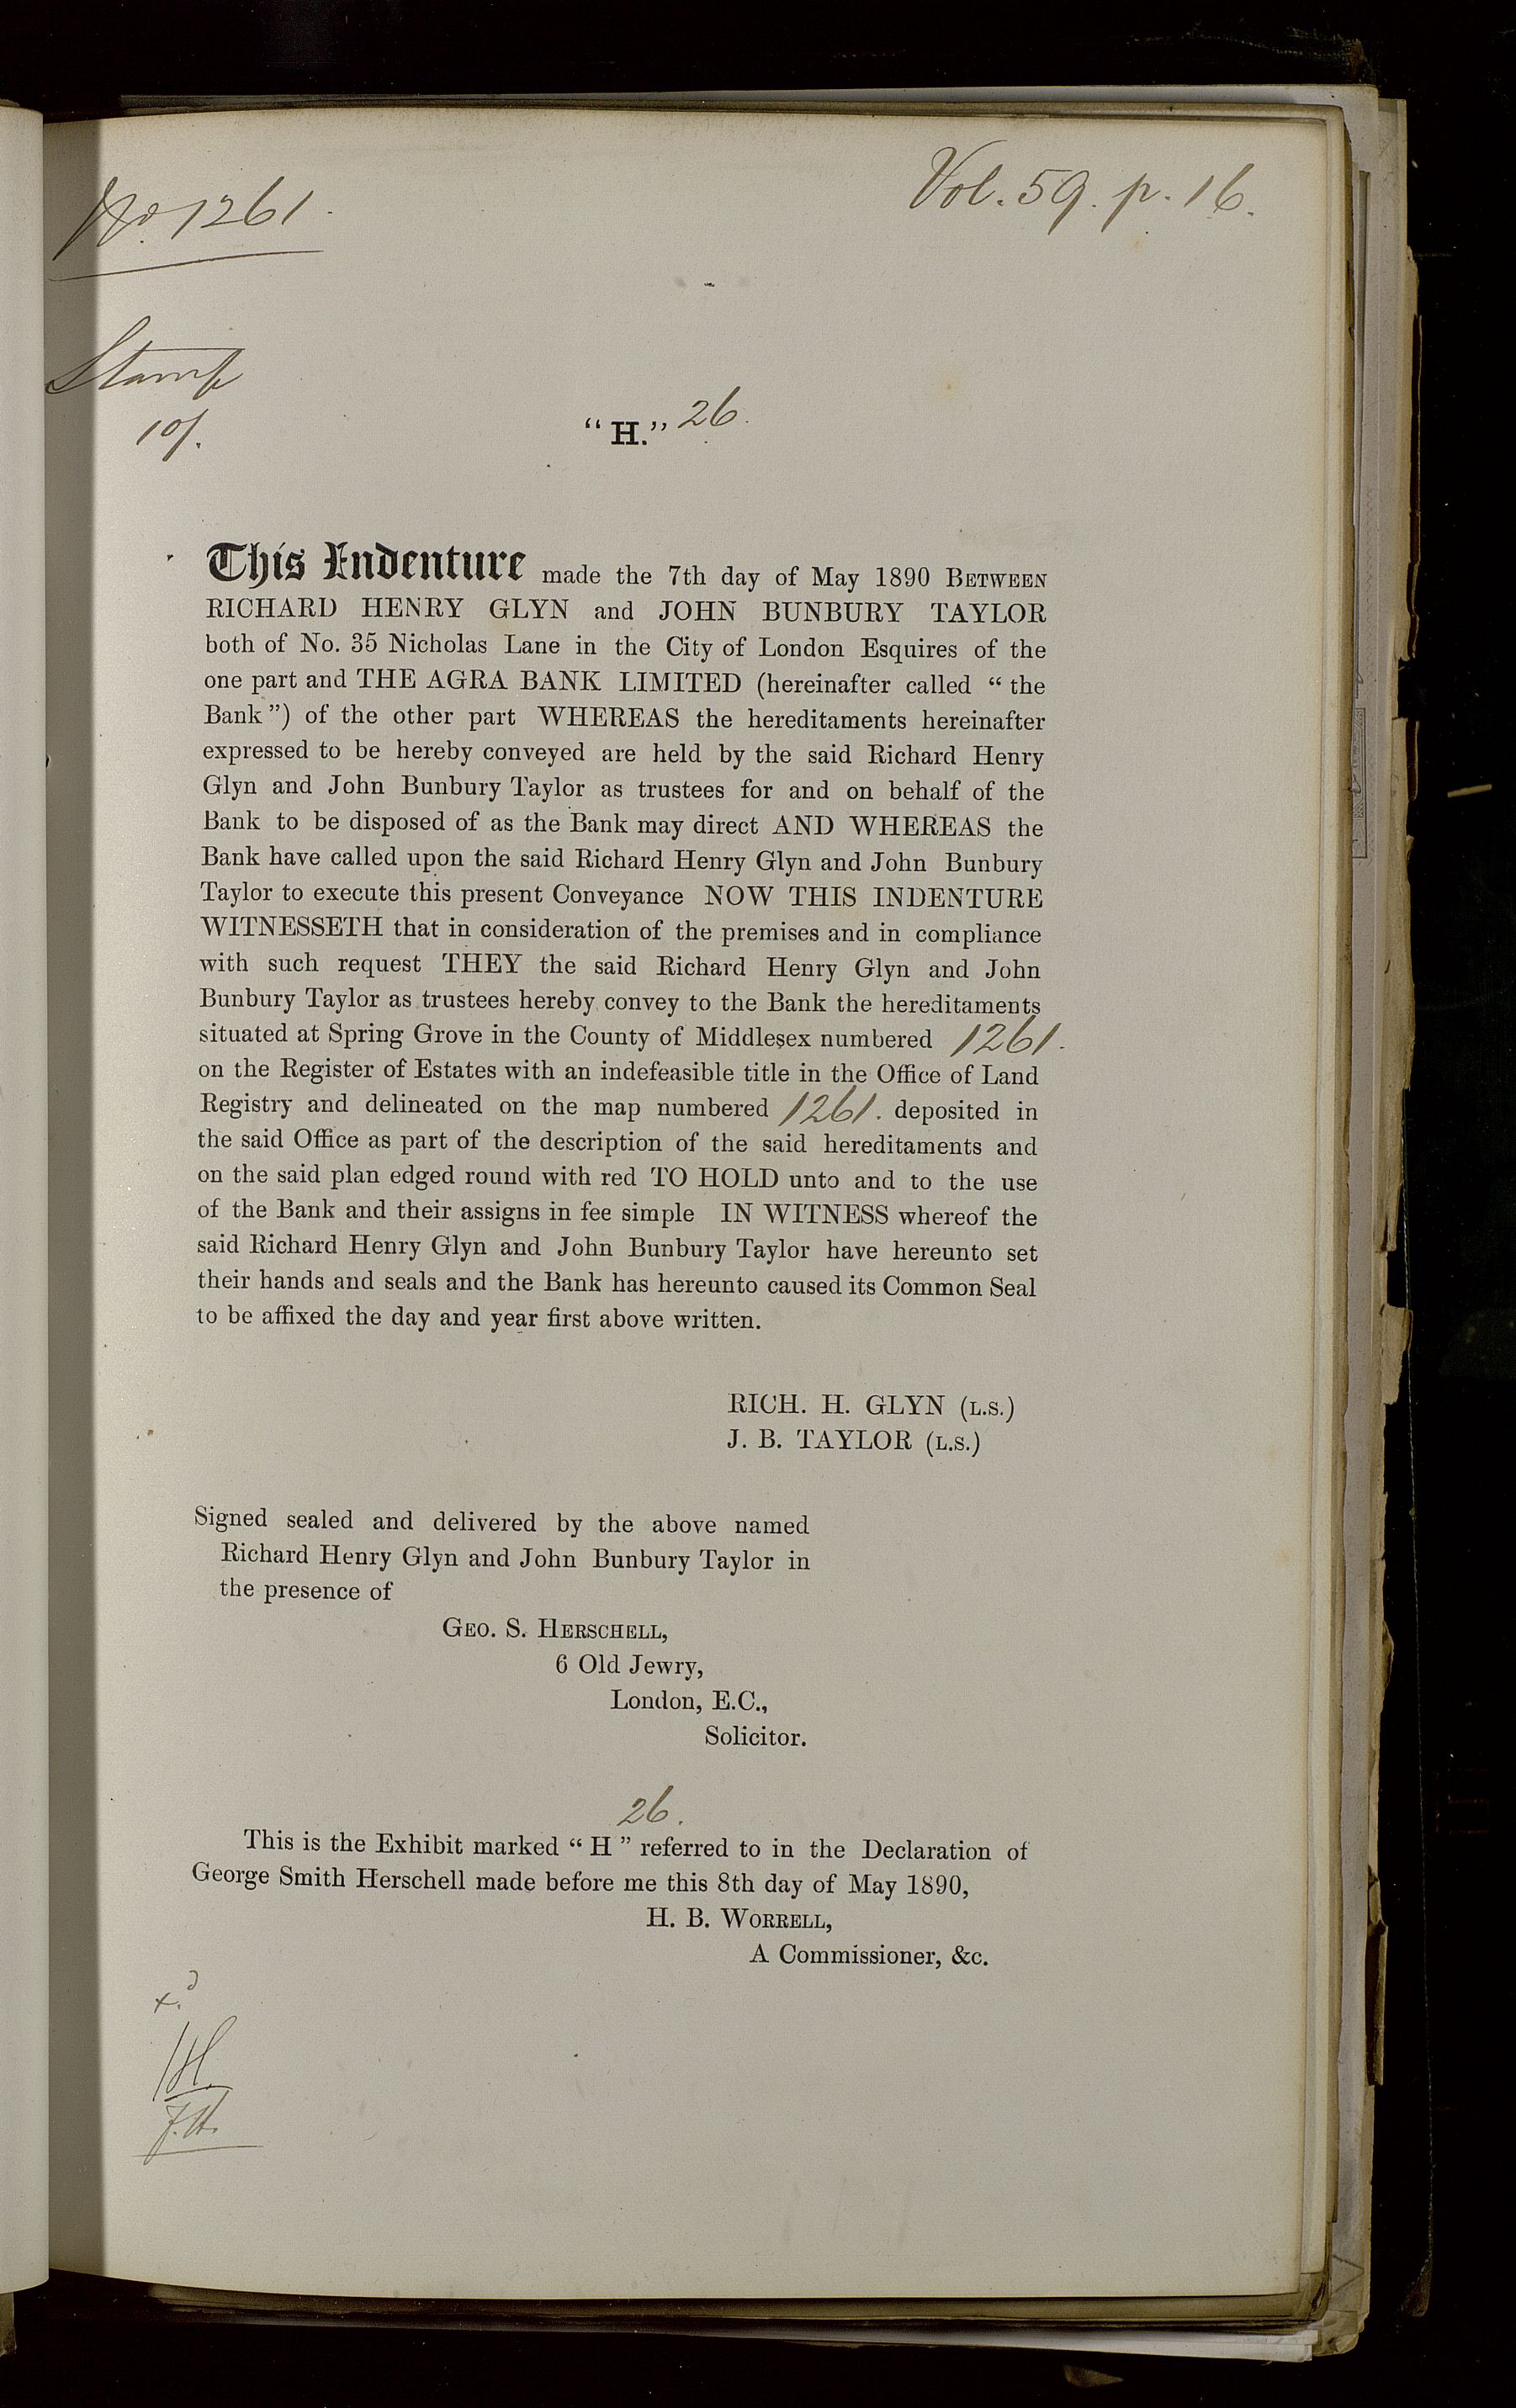 No. 1261.
Vol. 59. p. 16.
Stamp
10/.
"H." 26.
This Indenture made the 7th day of May 1890 BETWEEN
RICHARD HENRY GLYN and JOHN BUNBURY TAYLOR
both of No. 35 Nicholas Lane in the City of London Esquires of the
one part and THE AGRA BANK LIMITED (hereinafter called "the
Bank") of the other part WHEREAS the hereditaments hereinafter
expressed to be hereby conveyed are held by the said Richard Henry
Glyn and John Bunbury Taylor as trustees for and on behalf of the
Bank to be disposed of as the Bank may direct AND WHEREAS the
Bank have called upon the said Richard Henry Glyn and John Bunbury
Taylor to execute this present Conveyance NOW THIS INDENTURE
WITNESSETH that in consideration of the premises and in compliance
with such request THEY the said Richard Henry Glyn and John
Bunbury Taylor as trustees hereby convey to the Bank the hereditaments
situated at Spring Grove in the County of Middlesex numbered 1261.
on the Register of Estates with an indefeasible title in the Office of Land
Registry and delineated on the map numbered 1261. deposited in
the said Office as part of the description of the said hereditaments and
on the said plan edged round with red TO HOLD unto and to the use
of the Bank and their assigns in fee simple IN WITNESS whereof the
said Richard Henry Glyn and John Bunbury Taylor have hereunto set
their hands and seals and the Bank has hereunto caused its Common Seal
to be affixed the day and year first above written.
RICH. H. GLYN (L.S.)
J. B. TAYLOR (L.S.)
Signed sealed and delivered by the above named
Richard Henry Glyn and John Bunbury Taylor in
the presence of
GEO. S. HERSCHELL,
6 Old Jewry,
London, E.C.,
Solicitor.
26.
This is the Exhibit marked "H" referred to in the Declaration of
George Smith Herschell made before me this 8th day of May 1890,
H. B. WORRELL,
A Commissioner, &c.